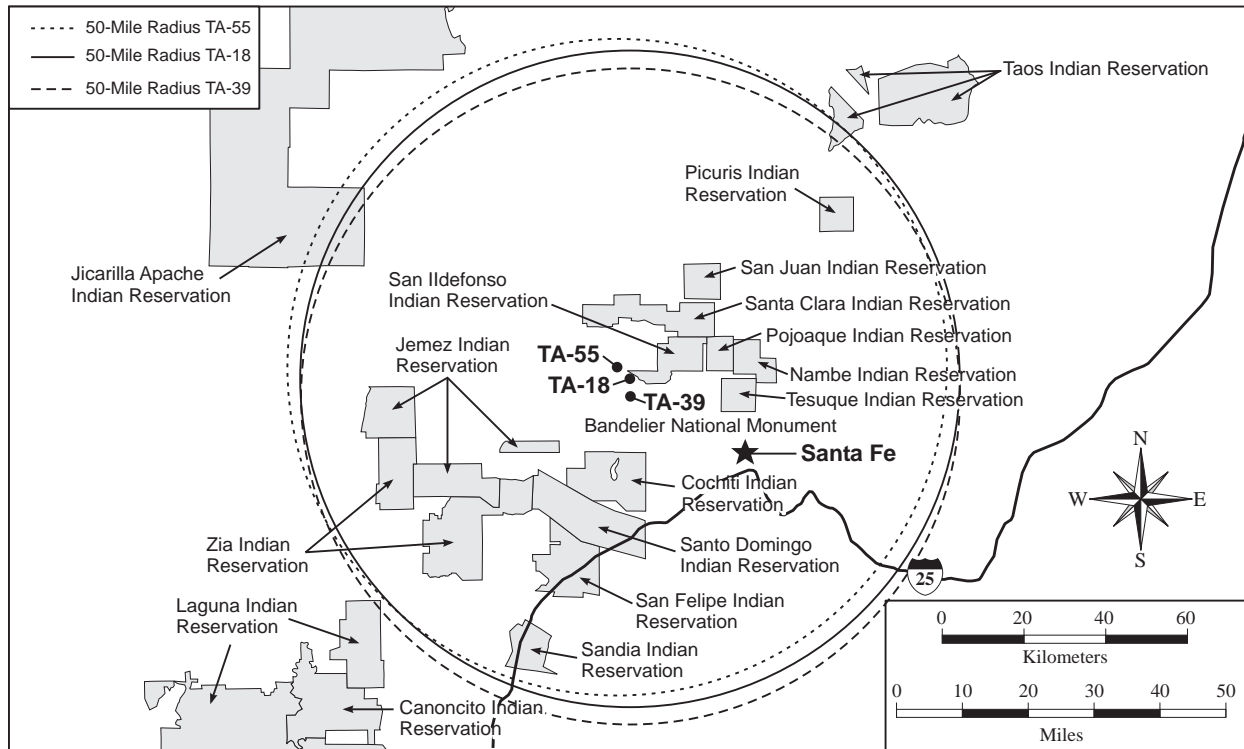 50-Mile Radius TA-55
50-Mile Radius TA-18
50-Mile Radius TA-39
Taos Indian Reservation
Picuris Indian
Reservation
Jicarilla Apache
Indian Reservation
San Ildefonso
Indian Reservation
San Juan Indian Reservation
Santa Clara Indian Reservation
Pojoaque Indian Reservation
Jemez Indian
Reservation
TA-55
TA-18
TA-39
Nambe Indian Reservation
Tesuque Indian Reservation
Bandelier National Monument
Santa Fe
Cochiti Indian
Reservation
N
W
E
S
Zia Indian
Reservation
Santo Domingo
Indian Reservation
25
Laguna Indian
Reservation
San Felipe Indian
Reservation
Sandia Indian
Reservation
Canoncito Indian
Reservation
0 20 40 60
Kilometers
0 10 20 30 40 50
Miles